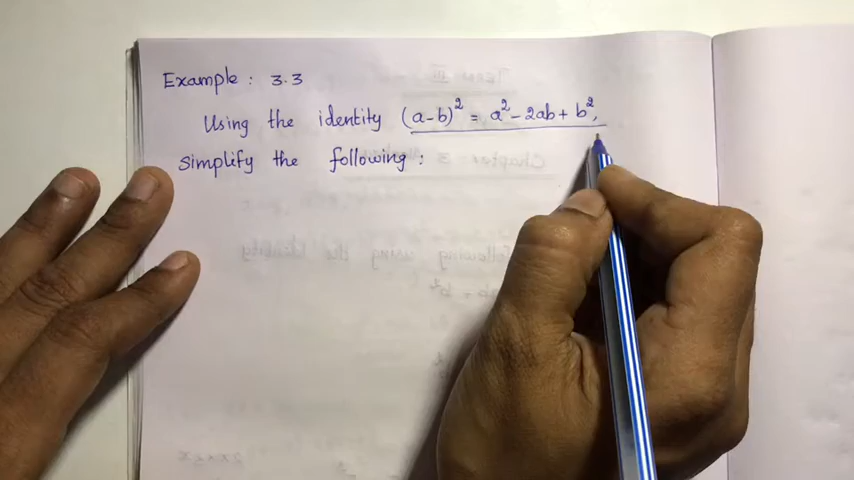 Example : 3.3
Using the identity (a-b)² = a² - 2ab + b²,
simplify the following :